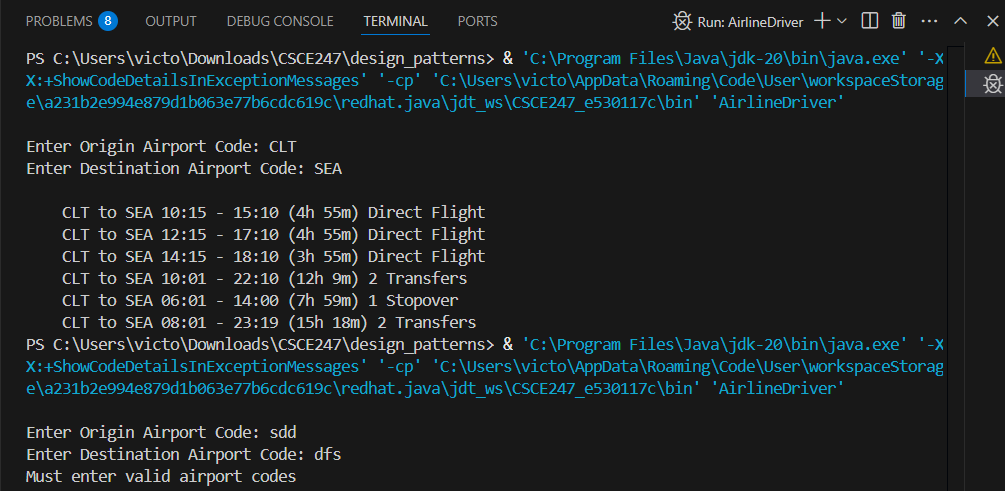 PROBLEMS 8 OUTPUT DEBUG CONSOLE TERMINAL PORTS Run: AirlineDriver
PS C:\Users\victo\Downloads\CSCE247\design_patterns> & 'C:\Program Files\Java\jdk-20\bin\java.exe' '-X
X:+ShowCodeDetailsInExceptionMessages' '-cp' 'C:\Users\victo\AppData\Roaming\Code\User\workspaceStorag
e\a231b2e994e879d1b063e77b6cdc619c\redhat.java\jdt_ws\CSCE247_e530117c\bin' 'AirlineDriver'
Enter Origin Airport Code: CLT
Enter Destination Airport Code: SEA
CLT to SEA 10:15 - 15:10 (4h 55m) Direct Flight
CLT to SEA 12:15 - 17:10 (4h 55m) Direct Flight
CLT to SEA 14:15 - 18:10 (3h 55m) Direct Flight
CLT to SEA 10:01 - 22:10 (12h 9m) 2 Transfers
CLT to SEA 06:01 - 14:00 (7h 59m) 1 Stopover
CLT to SEA 08:01 - 23:19 (15h 18m) 2 Transfers
PS C:\Users\victo\Downloads\CSCE247\design_patterns> & 'C:\Program Files\Java\jdk-20\bin\java.exe' '-X
X:+ShowCodeDetailsInExceptionMessages' '-cp' 'C:\Users\victo\AppData\Roaming\Code\User\workspaceStorag
e\a231b2e994e879d1b063e77b6cdc619c\redhat.java\jdt_ws\CSCE247_e530117c\bin' 'AirlineDriver'
Enter Origin Airport Code: sdd
Enter Destination Airport Code: dfs
Must enter valid airport codes